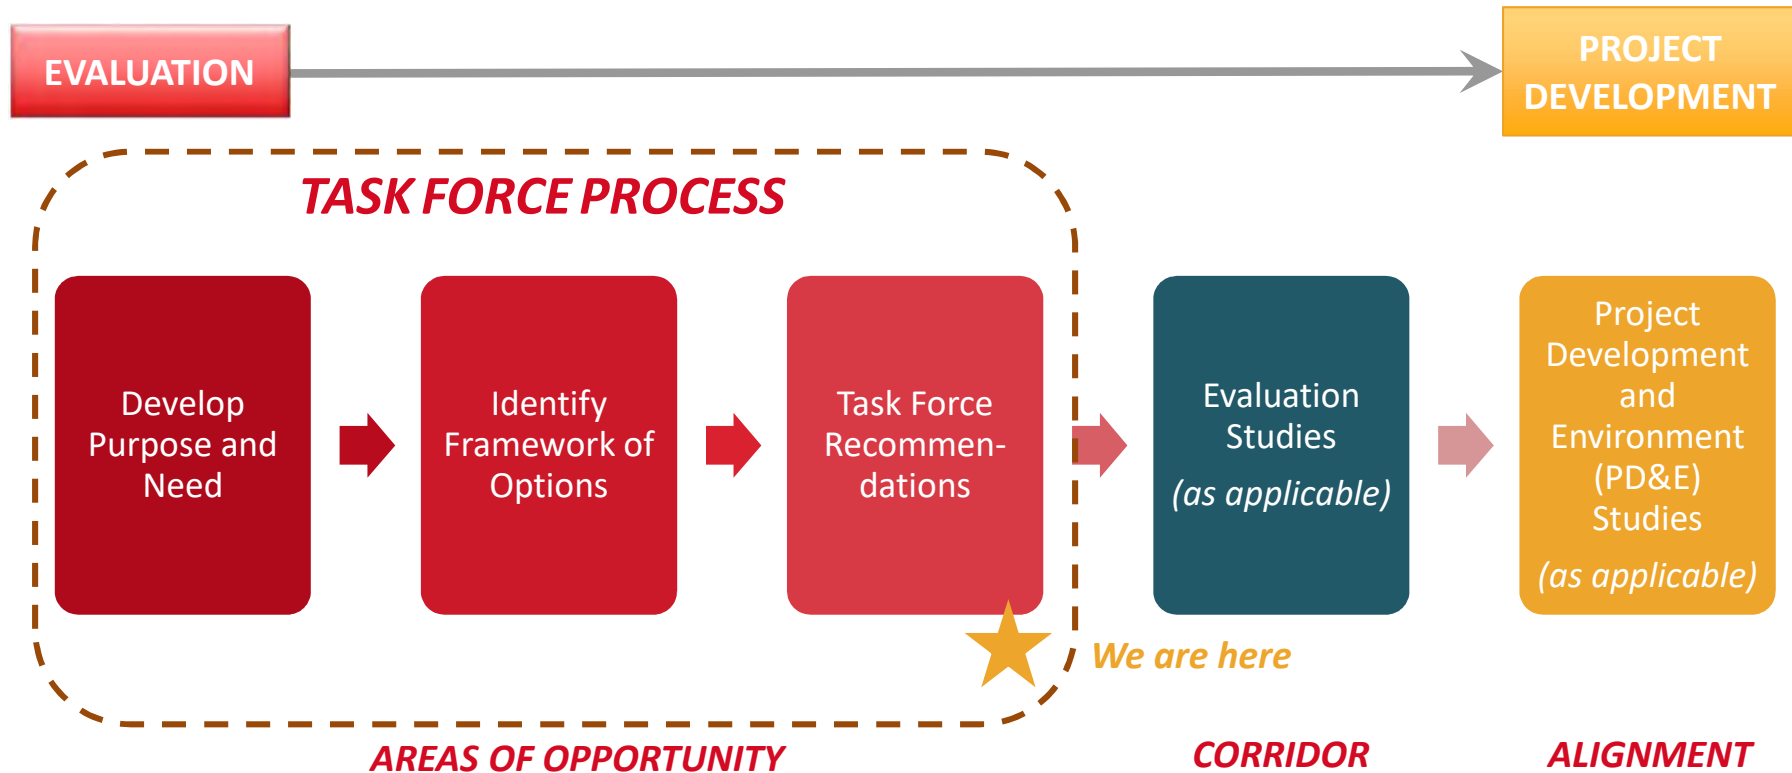 EVALUATION
PROJECT
DEVELOPMENT
TASK FORCE PROCESS
Develop
Purpose and
Need
Identify
Framework of
Options
Task Force
Recommen-
dations
Evaluation
Studies
(as applicable)
Project
Development
and
Environment
(PD&E)
Studies
(as applicable)
We are here
AREAS OF OPPORTUNITY
CORRIDOR
ALIGNMENT